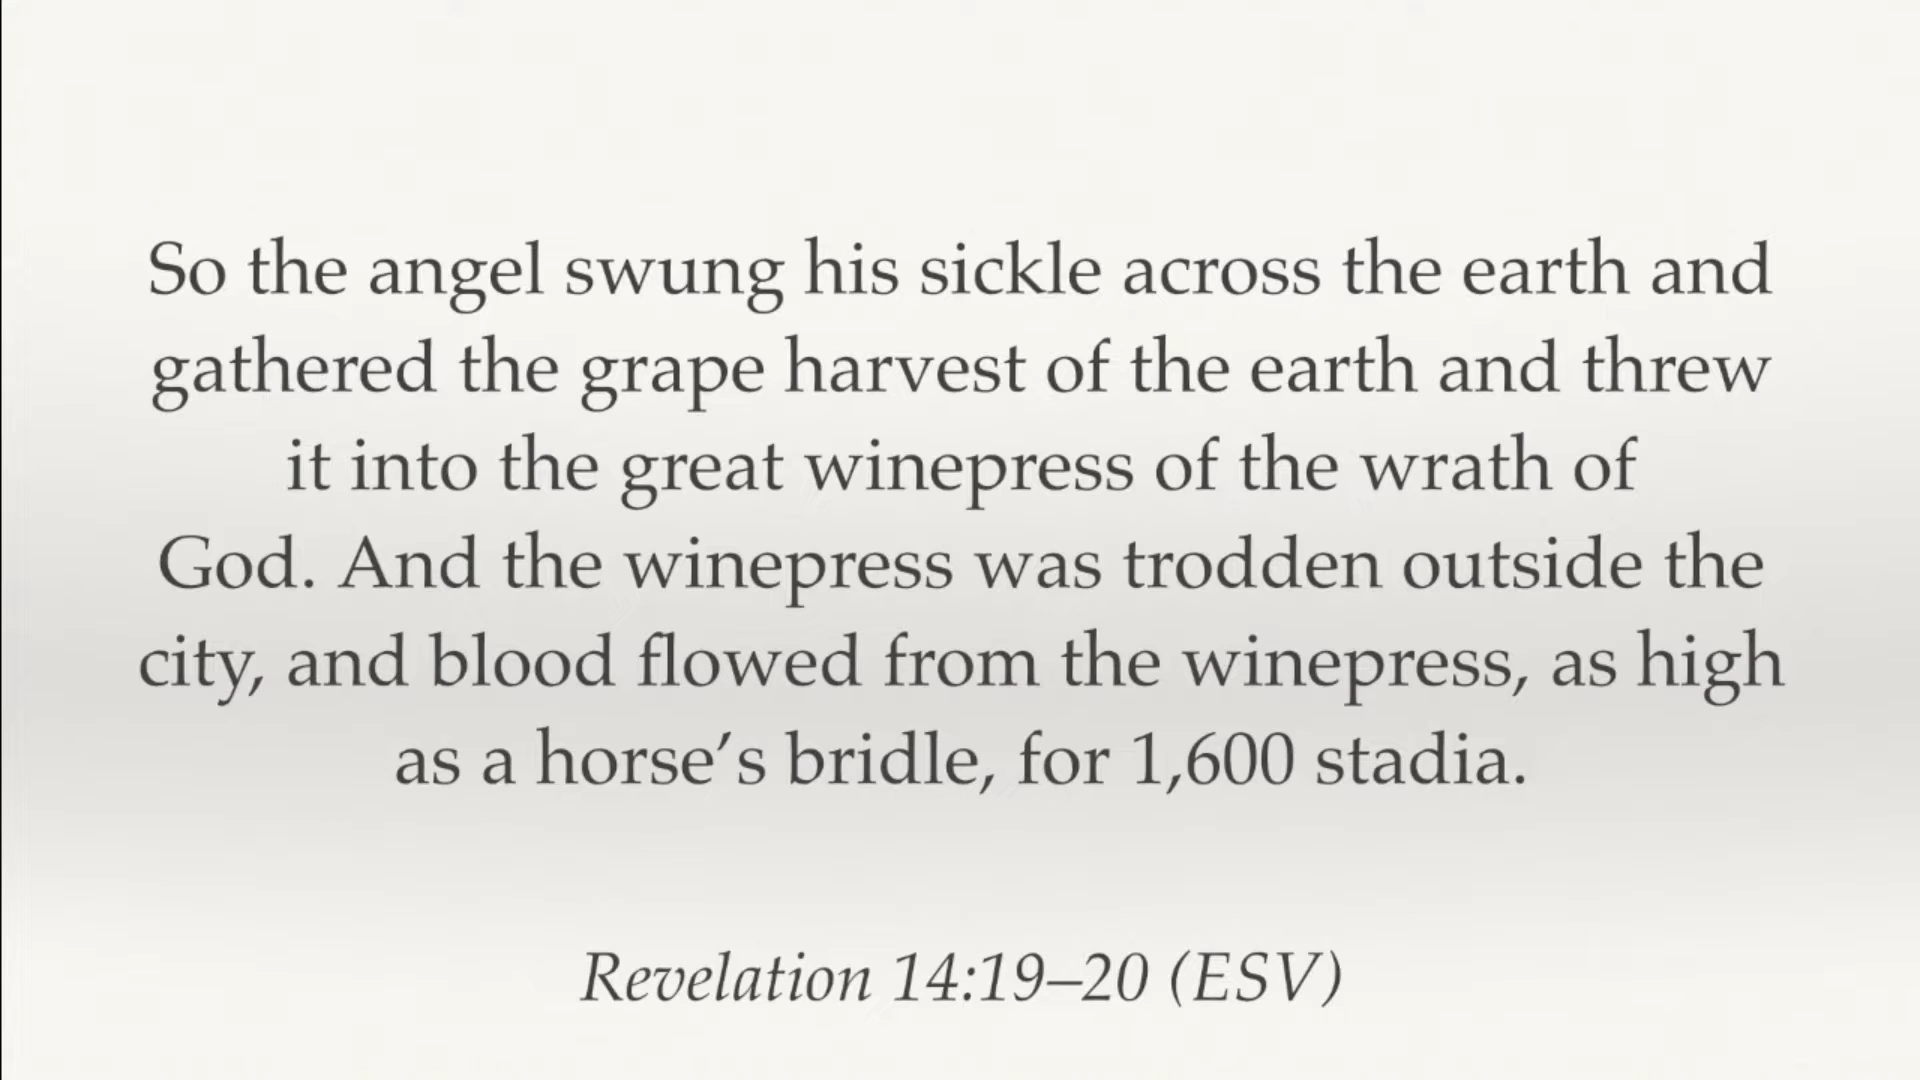 So the angel swung his sickle across the earth and
gathered the grape harvest of the earth and threw
it into the great winepress of the wrath of
God. And the winepress was trodden outside the
city, and blood flowed from the winepress, as high
as a horse’s bridle, for 1,600 stadia.
Revelation 14:19–20 (ESV)